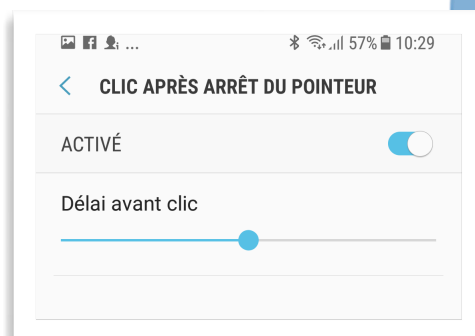 ... 57% 10:29
CLIC APRÈS ARRÊT DU POINTEUR
ACTIVÉ
Délai avant clic